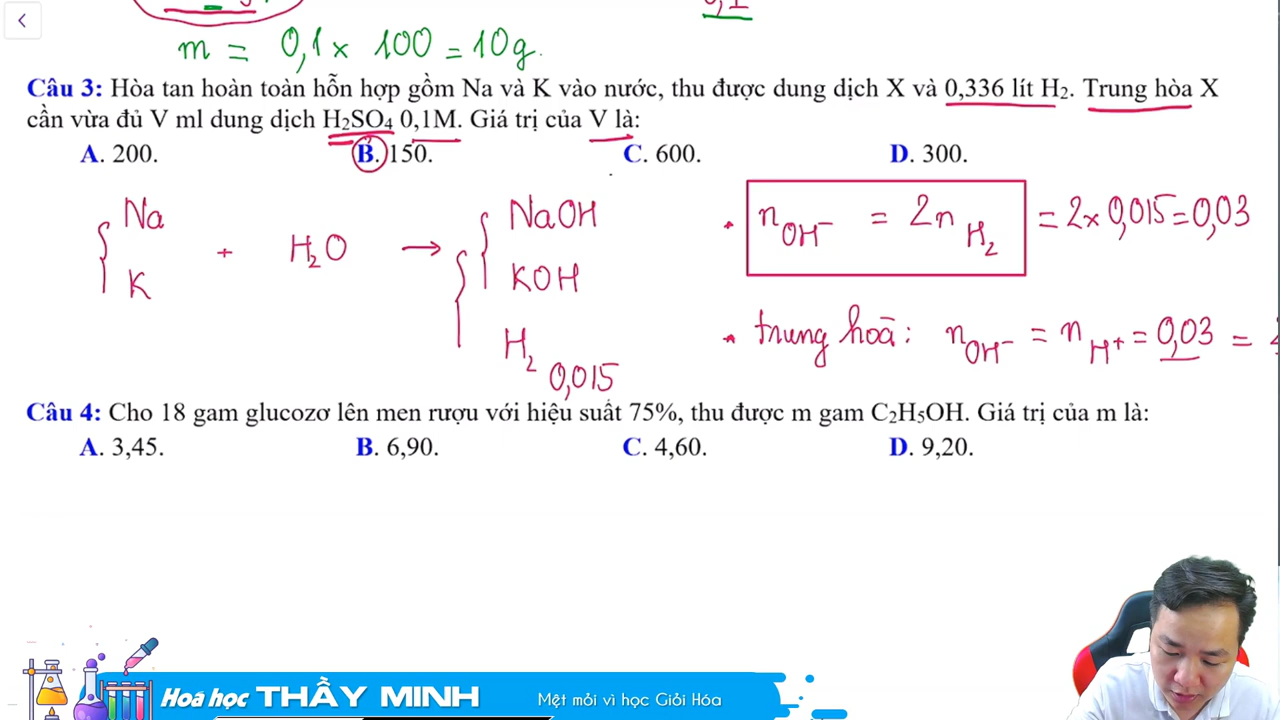 m = 0,1 × 100 = 10g.
Câu 3: Hòa tan hoàn toàn hỗn hợp gồm Na và K vào nước, thu được dung dịch X và 0,336 lít H₂. Trung hòa X
cần vừa đủ V ml dung dịch H₂SO₄ 0,1M. Giá trị của V là:
A. 200. B. 150. C. 600. D. 300.
{ Na K + H₂O → { { NaOH KOH H₂ 0,015
• n OH⁻ = 2n H₂ = 2×0,015=0,03
• trung hoà: n OH⁻ = n H⁺ = 0,03 =
Câu 4: Cho 18 gam glucozơ lên men rượu với hiệu suất 75%, thu được m gam C₂H₅OH. Giá trị của m là:
A. 3,45. B. 6,90. C. 4,60. D. 9,20.
Hoá học THẦY MINH
Mệt mỏi vì học Giỏi Hóa